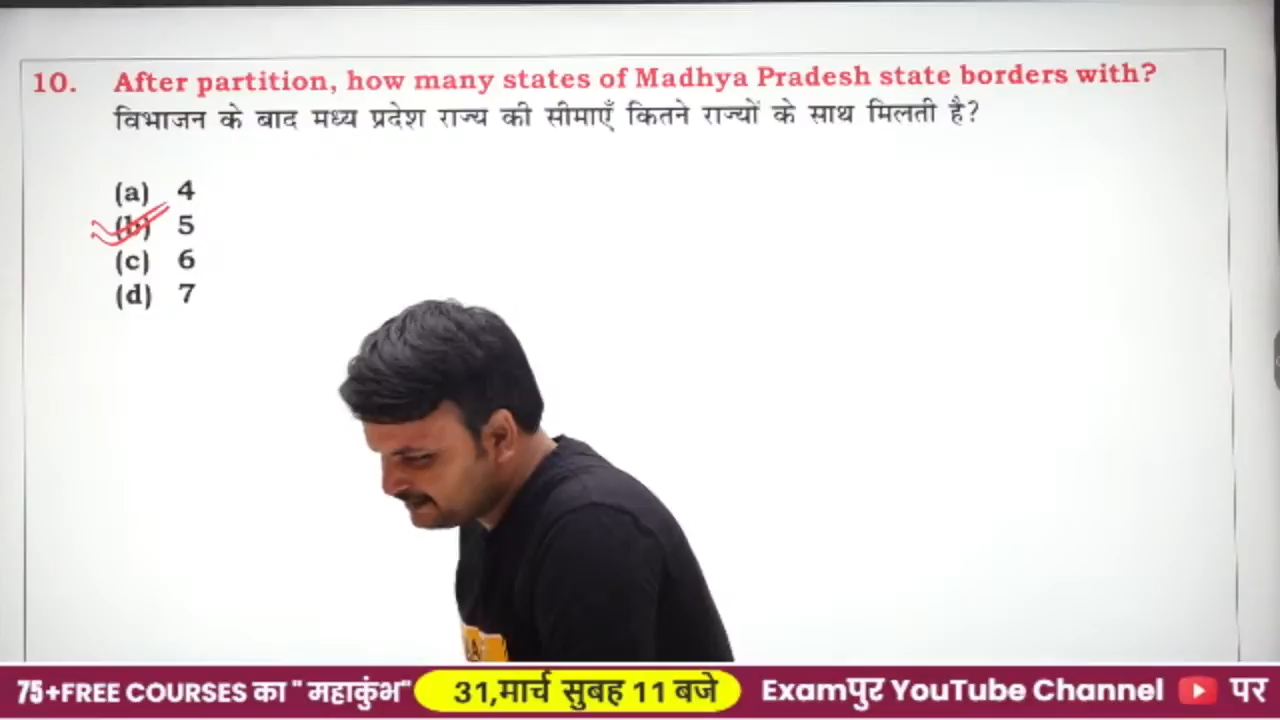 10. After partition, how many states of Madhya Pradesh state borders with?
विभाजन के बाद मध्य प्रदेश राज्य की सीमाएँ कितने राज्यों के साथ मिलती है?
(a) 4
(b) 5
(c) 6
(d) 7
75+FREE COURSES का " महाकुंभ" 31,मार्च सुबह 11 बजे Examपुर YouTube Channel पर